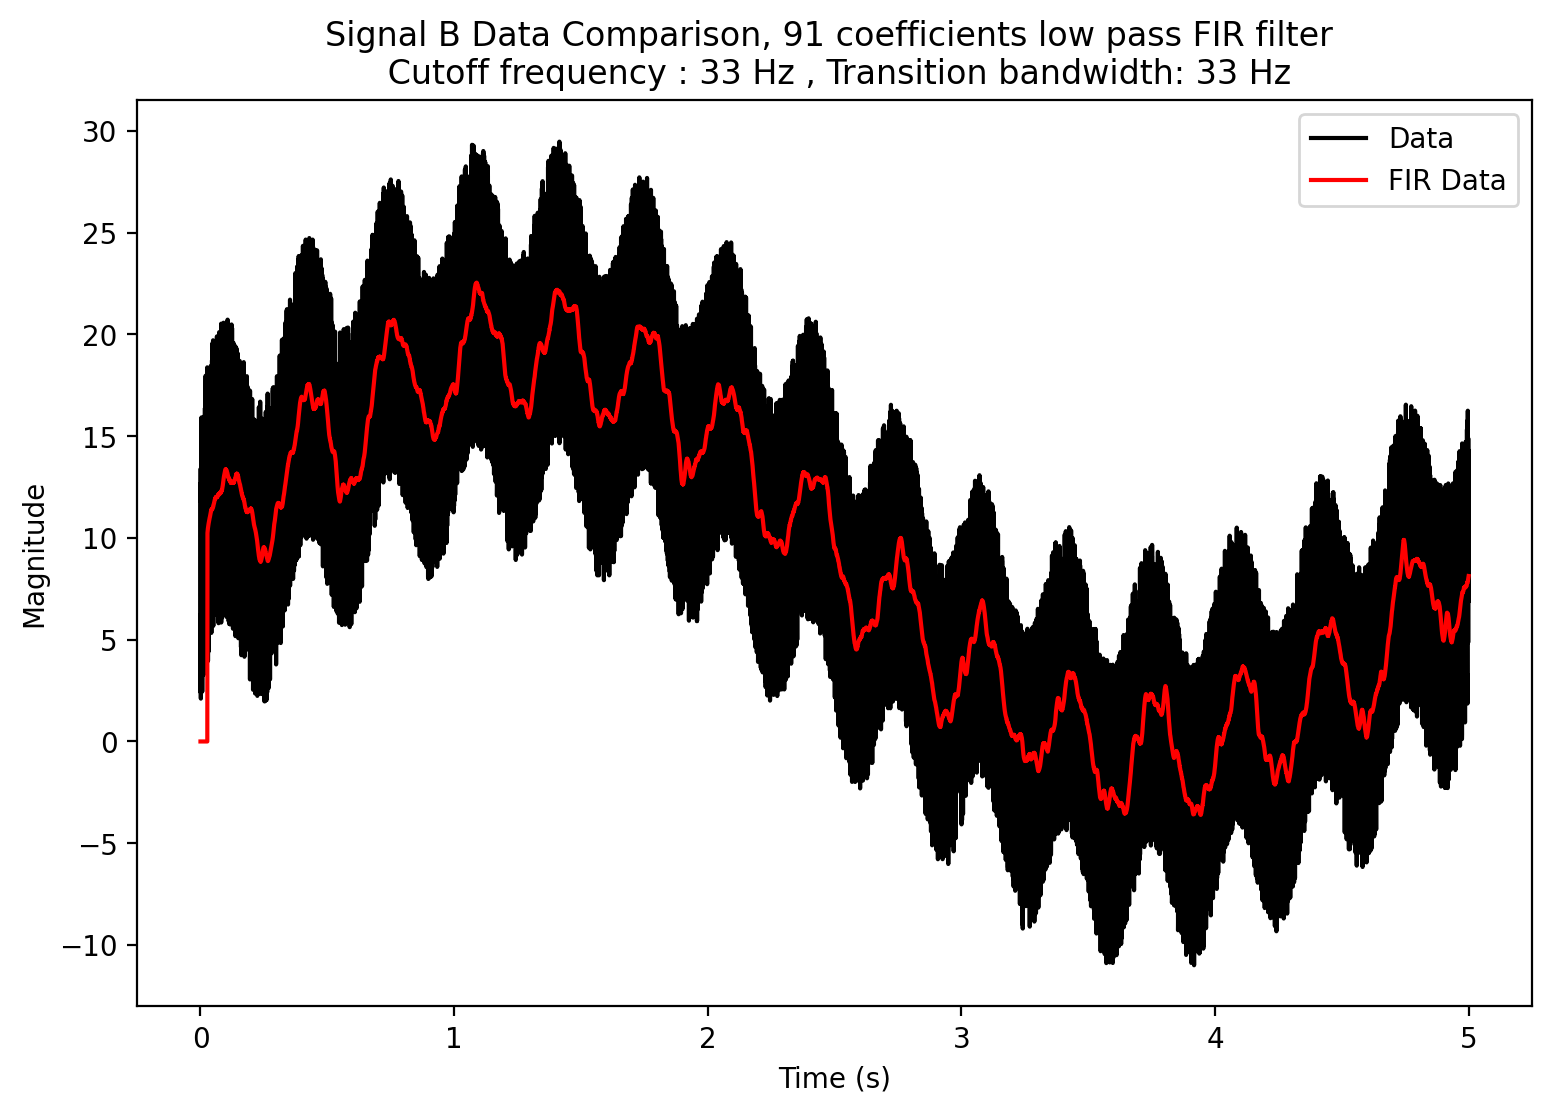 Signal B Data Comparison, 91 coefficients low pass FIR filter
Cutoff frequency : 33 Hz , Transition bandwidth: 33 Hz
Data
FIR Data
Magnitude
30
25
20
15
10
5
0
−5
−10
0 1 2 3 4 5
Time (s)